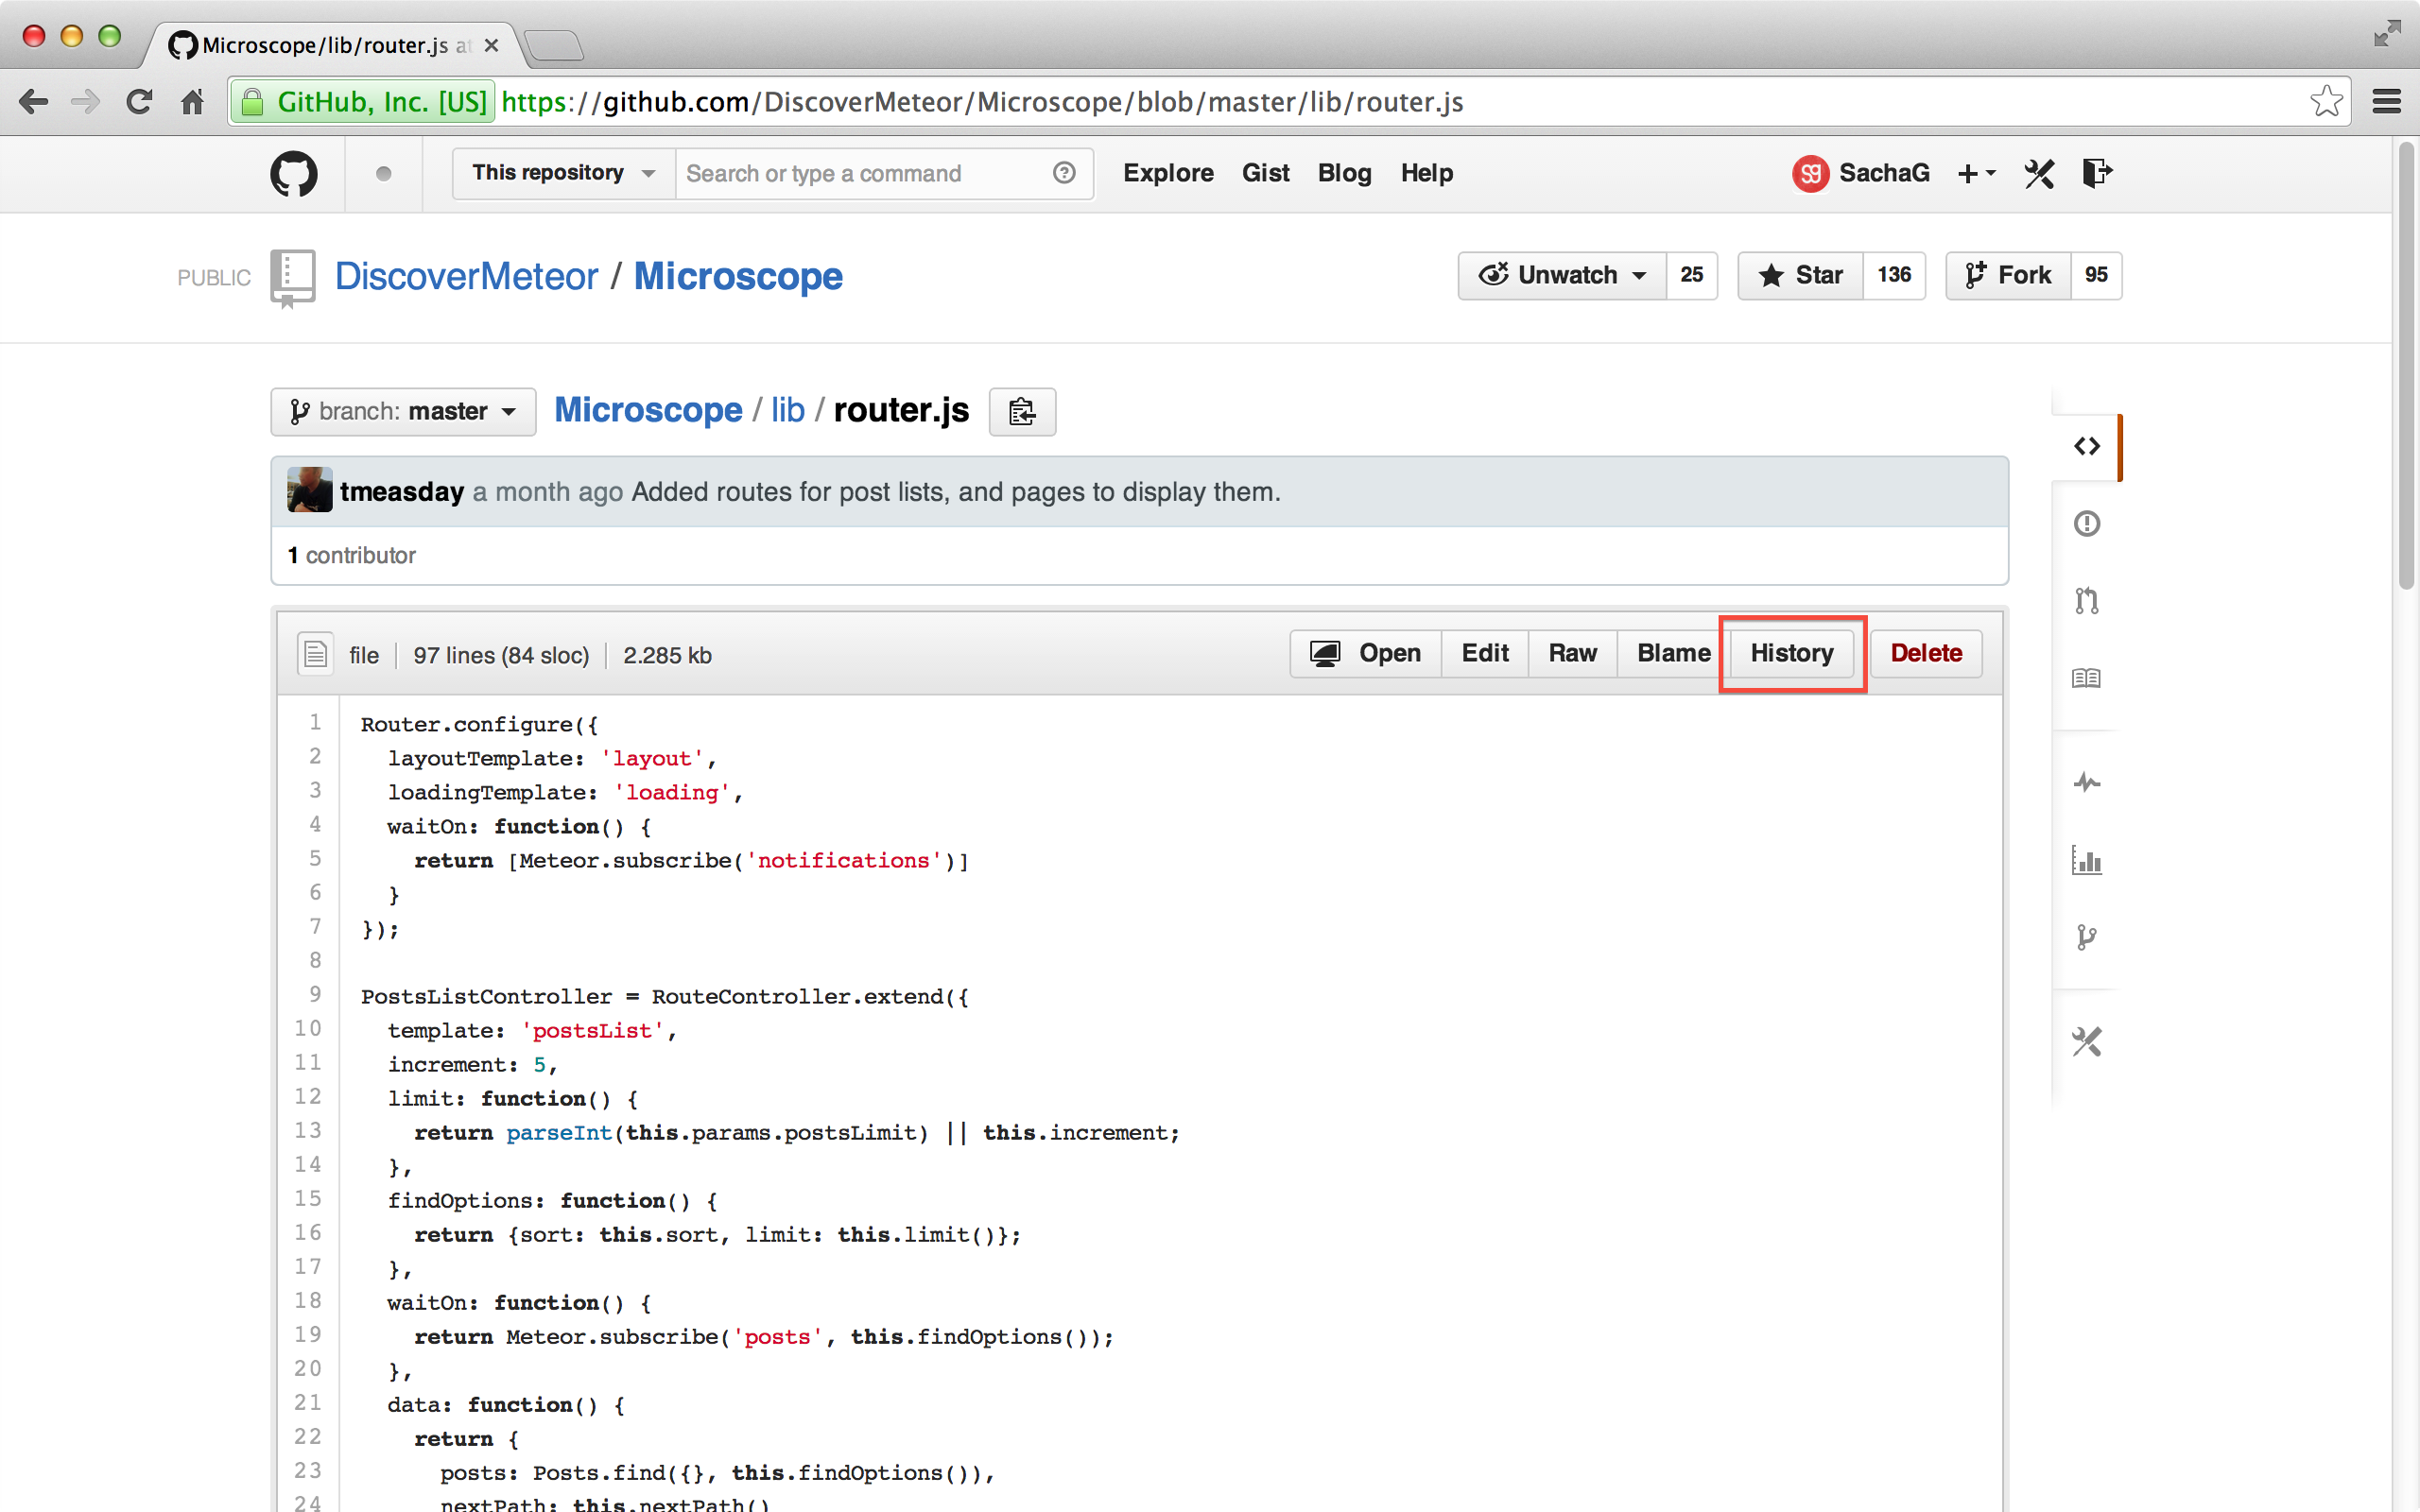 Microscope/lib/router.js at
GitHub, Inc. [US] https://github.com/DiscoverMeteor/Microscope/blob/master/lib/router.js
This repository Search or type a command Explore Gist Blog Help SachaG
PUBLIC DiscoverMeteor / Microscope Unwatch 25 Star 136 Fork 95
branch: master Microscope / lib / router.js
tmeasday a month ago Added routes for post lists, and pages to display them.
1 contributor
file 97 lines (84 sloc) 2.285 kb Open Edit Raw Blame History Delete
1 Router.configure({
2   layoutTemplate: 'layout',
3   loadingTemplate: 'loading',
4   waitOn: function() {
5     return [Meteor.subscribe('notifications')]
6   }
7 });
8
9 PostsListController = RouteController.extend({
10   template: 'postsList',
11   increment: 5,
12   limit: function() {
13     return parseInt(this.params.postsLimit) || this.increment;
14   },
15   findOptions: function() {
16     return {sort: this.sort, limit: this.limit()};
17   },
18   waitOn: function() {
19     return Meteor.subscribe('posts', this.findOptions());
20   },
21   data: function() {
22     return {
23       posts: Posts.find({}, this.findOptions()),
24       nextPath: this.nextPath()